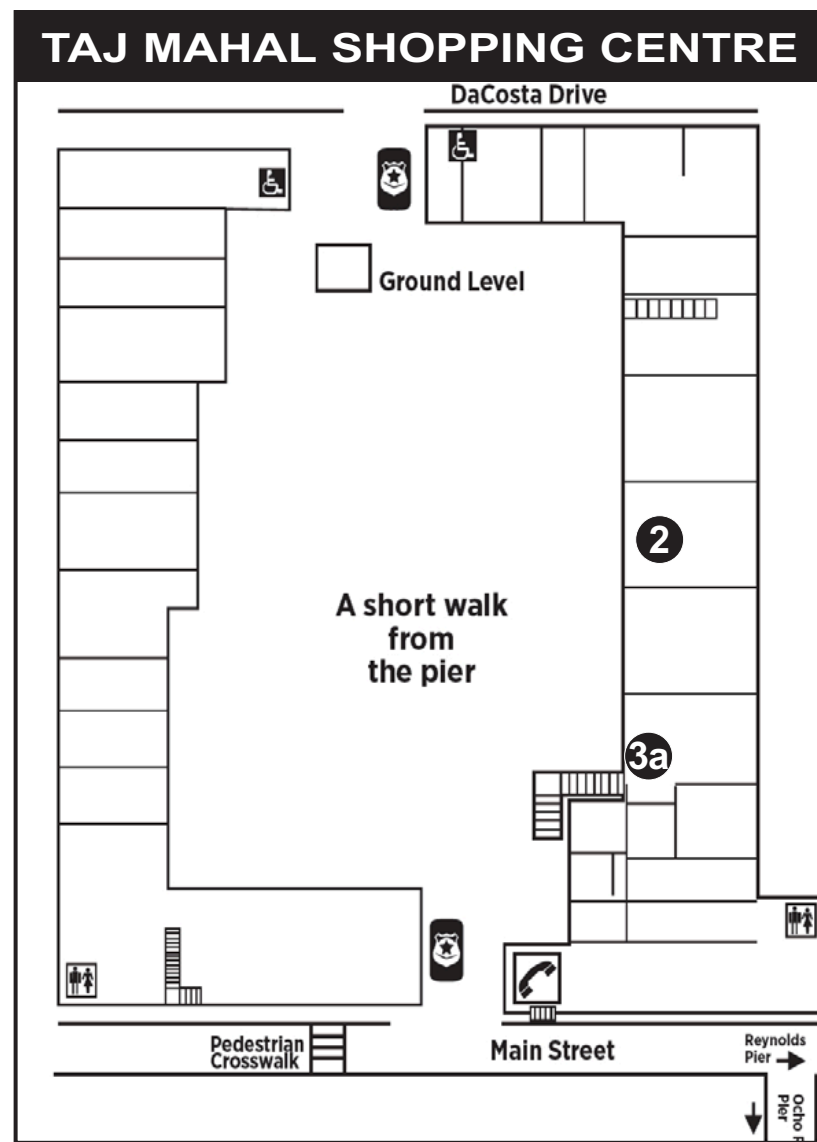 TAJ MAHAL SHOPPING CENTRE
DaCosta Drive
Ground Level
2
A short walk
from
the pier
3a
Pedestrian
Crosswalk
Main Street
Reynolds
Pier
Ocho
Pier